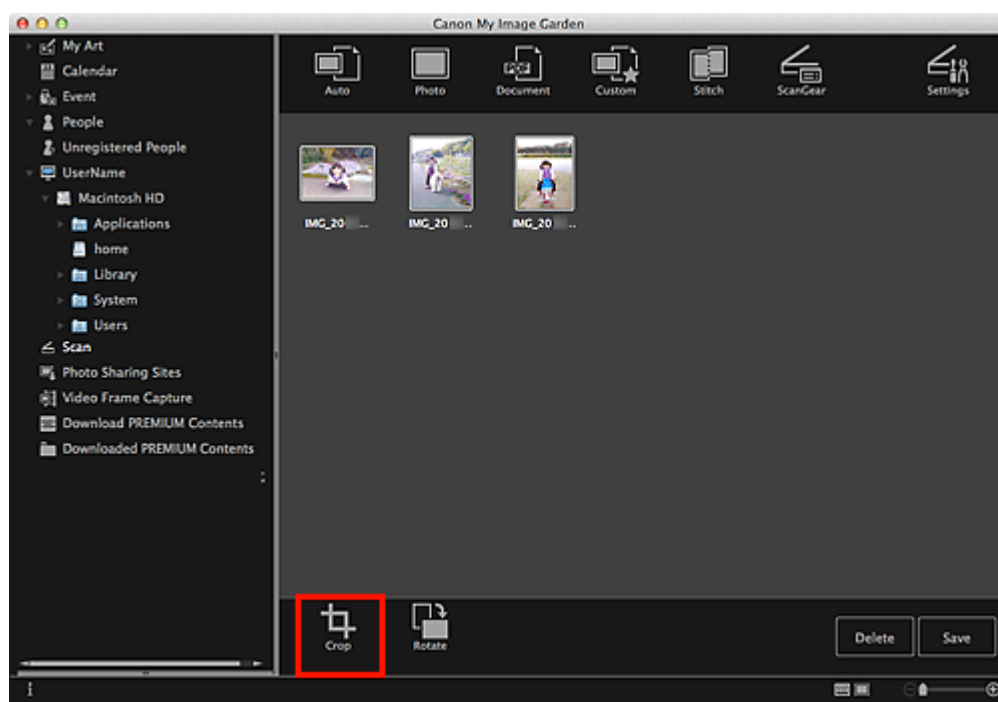 Canon My Image Garden
My Art
Calendar
Event
People
Unregistered People
UserName
Macintosh HD
Applications
home
Library
System
Users
Scan
Photo Sharing Sites
Video Frame Capture
Download PREMIUM Contents
Downloaded PREMIUM Contents
Auto
Photo
PDF
Document
Custom
Stitch
ScanGear
Settings
IMG_20 ...
IMG_20 ...
IMG_20 ...
Crop
Rotate
Delete
Save